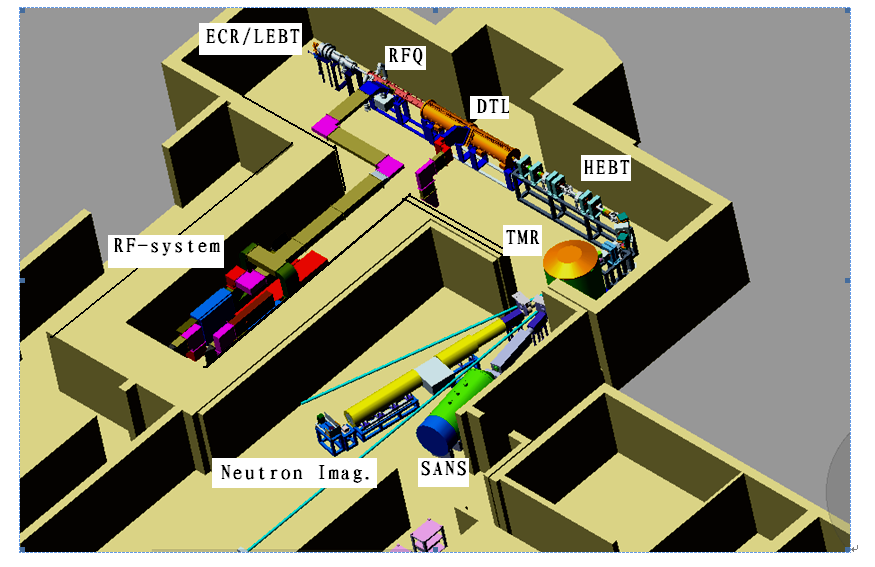 ECR/LEBT
RFQ
DTL
HEBT
TMR
RF-system
Neutron Imag.
SANS